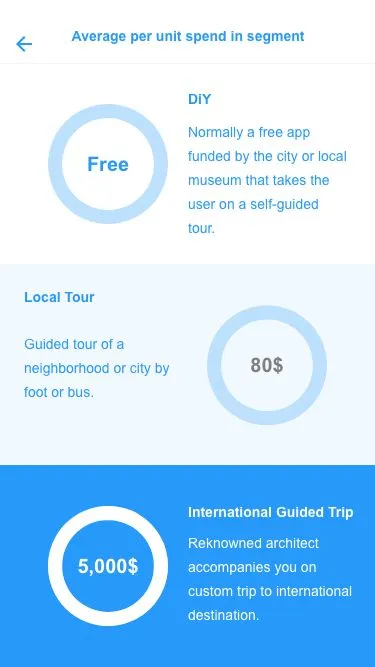 Average per unit spend in segment
DiY
Free
Normally a free app
funded by the city or local
museum that takes the
user on a self-guided
tour.
Local Tour
Guided tour of a
neighborhood or city by
foot or bus.
80$
International Guided Trip
5,000$
Reknowned architect
accompanies you on
custom trip to international
destination.